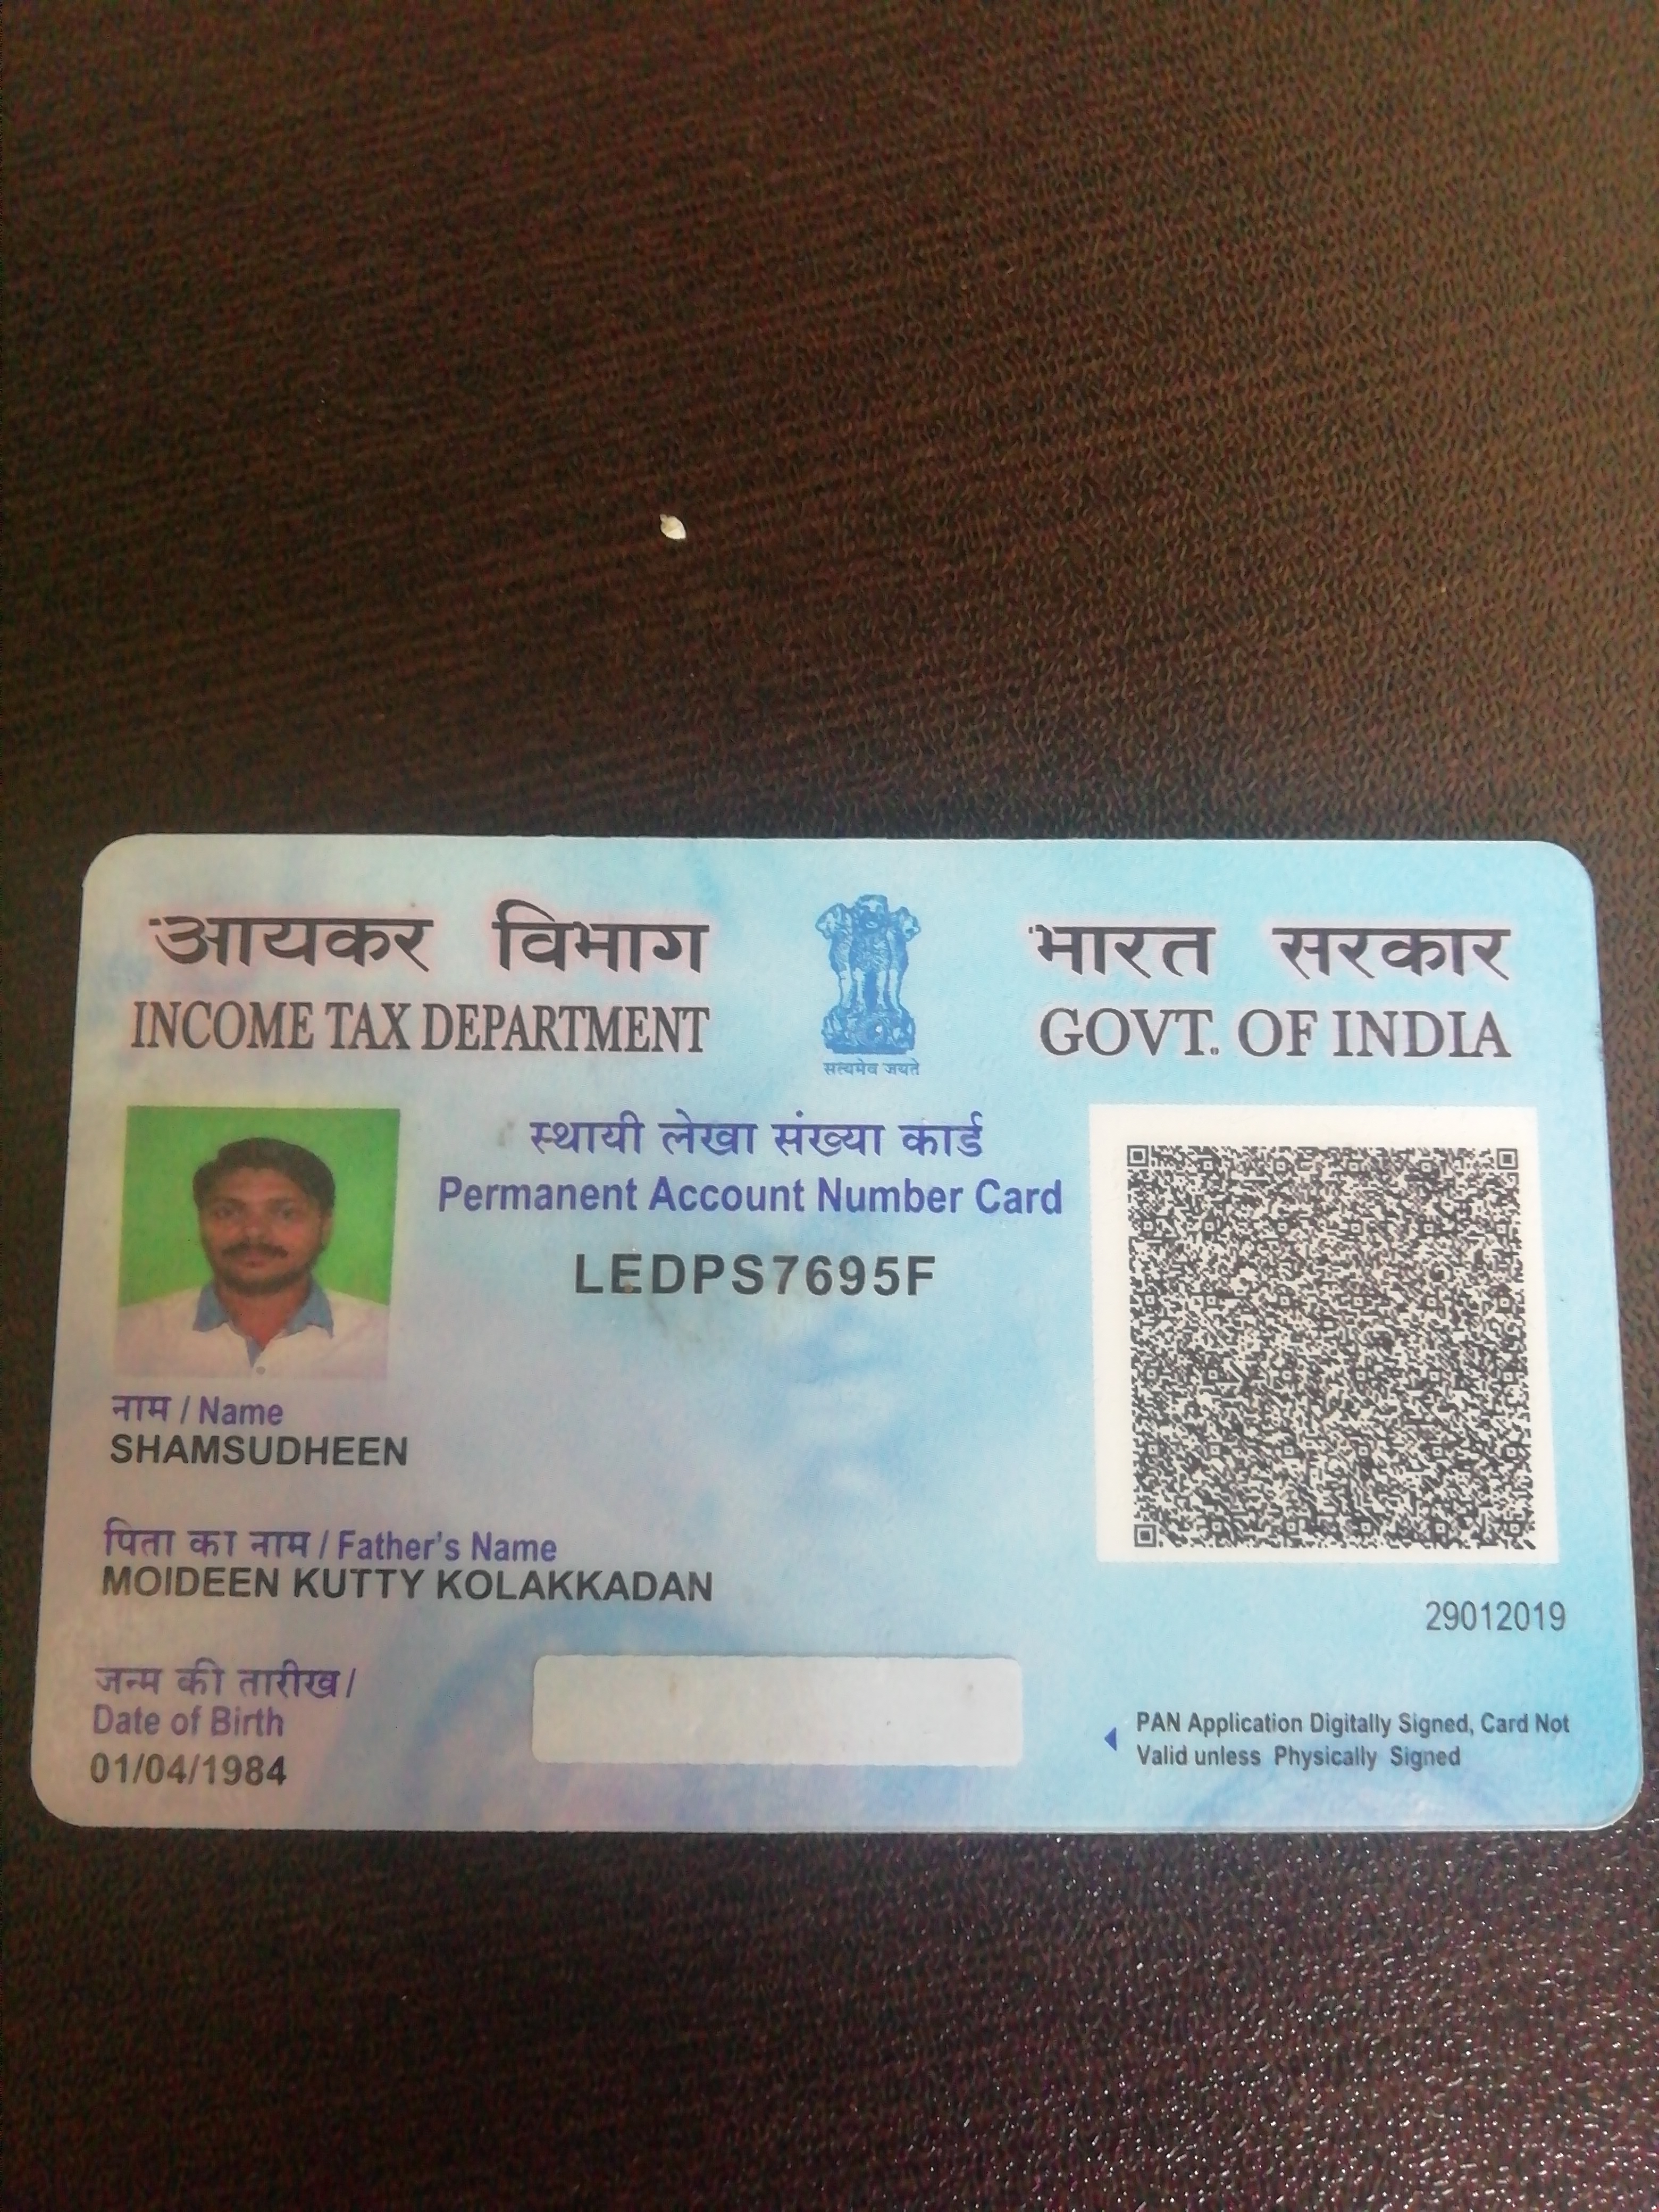 आयकर विभाग
INCOME TAX DEPARTMENT
सत्यमेव जयते
भारत सरकार
GOVT. OF INDIA
स्थायी लेखा संख्या कार्ड
Permanent Account Number Card
LEDPS7695F
नाम / Name
SHAMSUDHEEN
पिता का नाम / Father's Name
MOIDEEN KUTTY KOLAKKADAN
जन्म की तारीख /
Date of Birth
01/04/1984
29012019
PAN Application Digitally Signed, Card Not
Valid unless Physically Signed